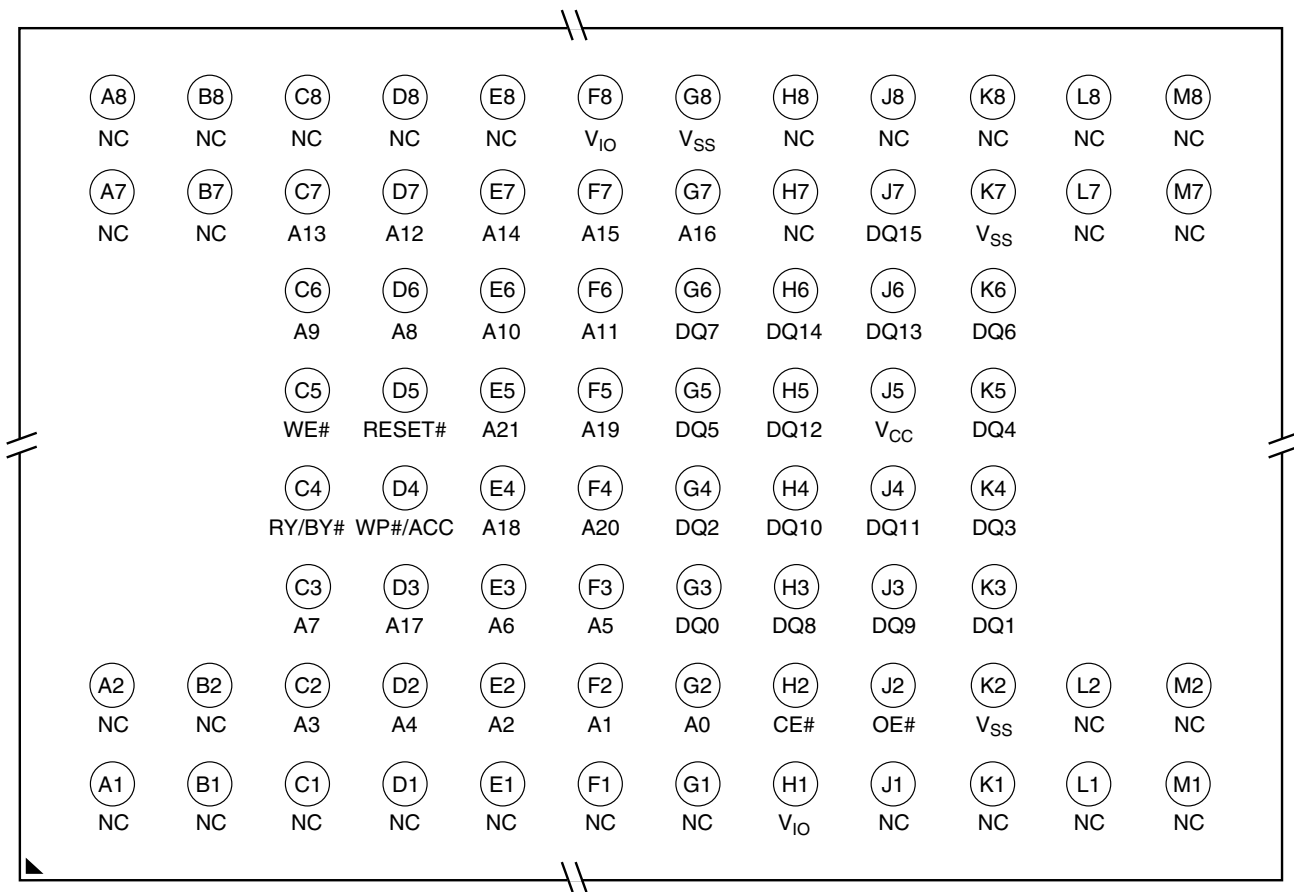 A8 B8 C8 D8 E8 F8 G8 H8 J8 K8 L8 M8
NC NC NC NC NC VIO VSS NC NC NC NC NC
A7 B7 C7 D7 E7 F7 G7 H7 J7 K7 L7 M7
NC NC A13 A12 A14 A15 A16 NC DQ15 VSS NC NC
C6 D6 E6 F6 G6 H6 J6 K6
A9 A8 A10 A11 DQ7 DQ14 DQ13 DQ6
C5 D5 E5 F5 G5 H5 J5 K5
WE# RESET# A21 A19 DQ5 DQ12 VCC DQ4
C4 D4 E4 F4 G4 H4 J4 K4
RY/BY# WP#/ACC A18 A20 DQ2 DQ10 DQ11 DQ3
C3 D3 E3 F3 G3 H3 J3 K3
A7 A17 A6 A5 DQ0 DQ8 DQ9 DQ1
A2 B2 C2 D2 E2 F2 G2 H2 J2 K2 L2 M2
NC NC A3 A4 A2 A1 A0 CE# OE# VSS NC NC
A1 B1 C1 D1 E1 F1 G1 H1 J1 K1 L1 M1
NC NC NC NC NC NC NC VIO NC NC NC NC